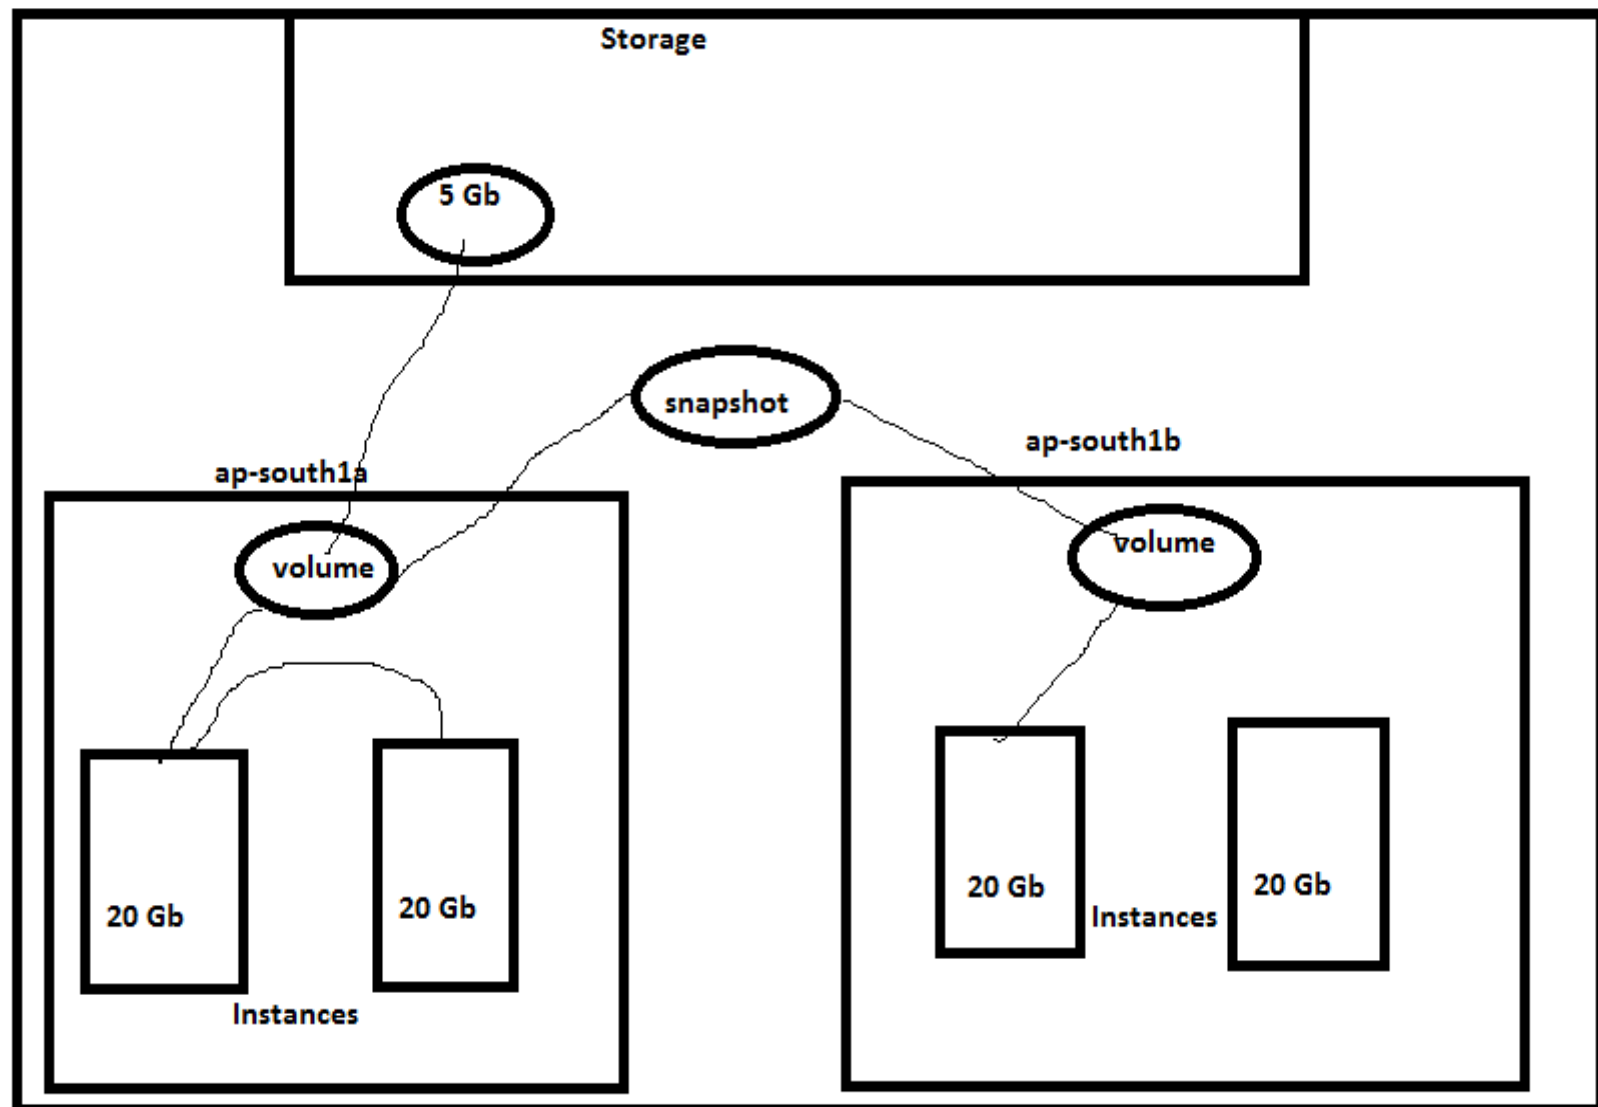 Storage
5 Gb
snapshot
ap-south1a
ap-south1b
volume
volume
20 Gb
20 Gb
Instances
20 Gb
20 Gb
Instances